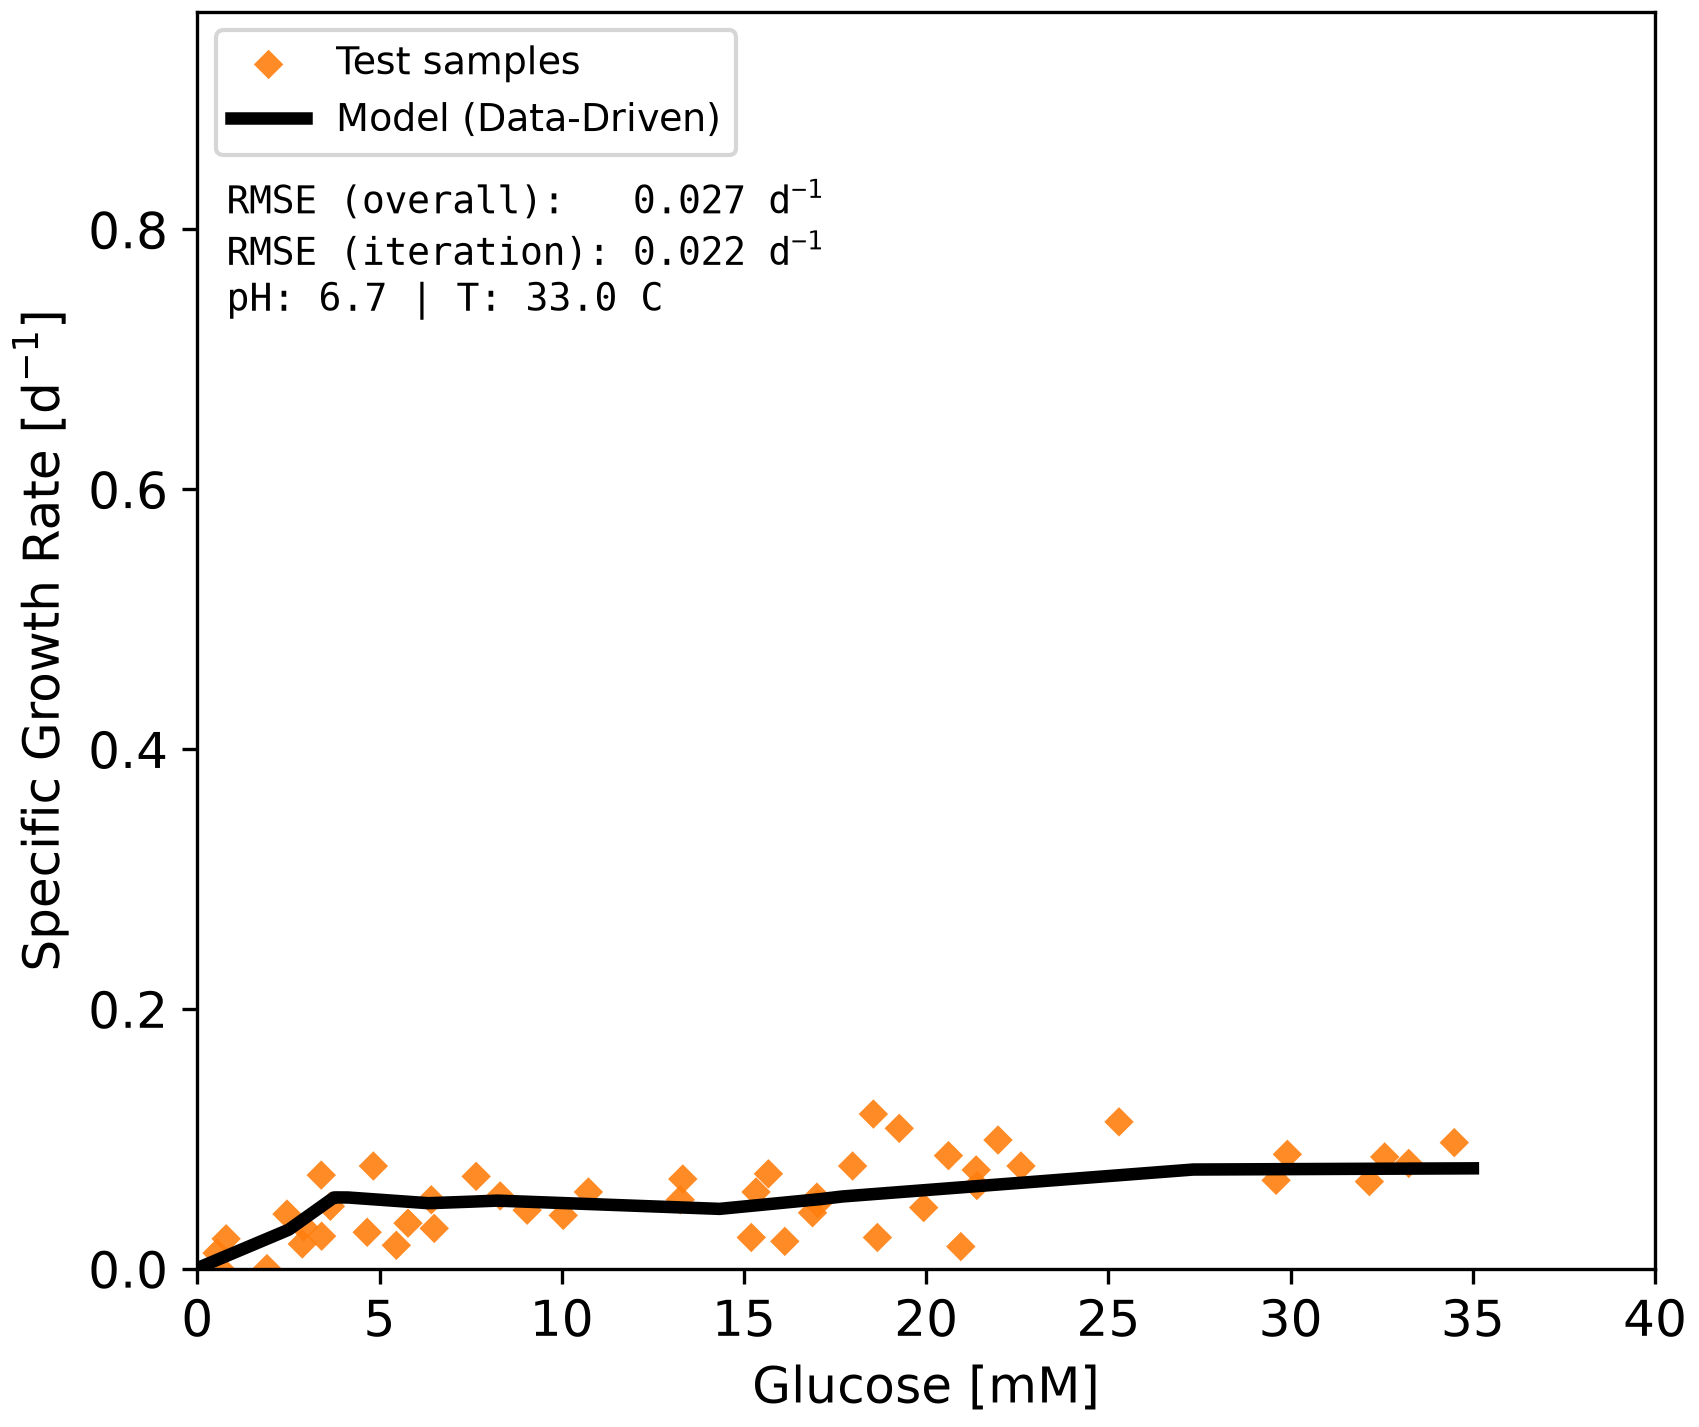 Test samples
Model (Data-Driven)
RMSE (overall): 0.027 d⁻¹
RMSE (iteration): 0.022 d⁻¹
pH: 6.7 | T: 33.0 C
Specific Growth Rate [d⁻¹]
0.8
0.6
0.4
0.2
0.0
0 5 10 15 20 25 30 35 40
Glucose [mM]